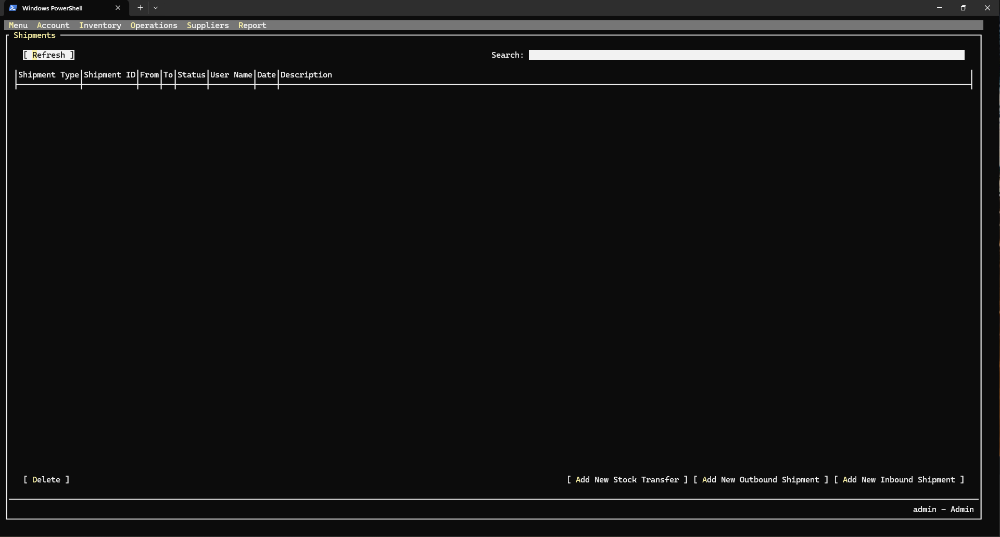 Windows PowerShell
Menu Account Inventory Operations Suppliers Report
Shipments
[ Refresh ] Search:
Shipment Type Shipment ID From To Status User Name Date Description
[ Delete ] [ Add New Stock Transfer ] [ Add New Outbound Shipment ] [ Add New Inbound Shipment ]
admin - Admin